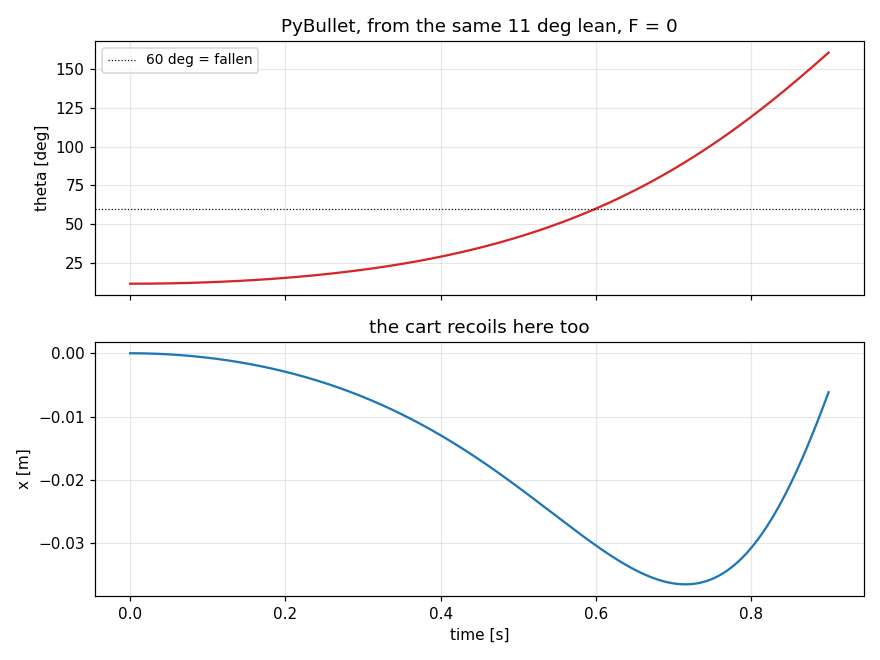 PyBullet, from the same 11 deg lean, F = 0
60 deg = fallen
theta [deg]
150
125
100
75
50
25
the cart recoils here too
x [m]
0.00
−0.01
−0.02
−0.03
0.0 0.2 0.4 0.6 0.8
time [s]